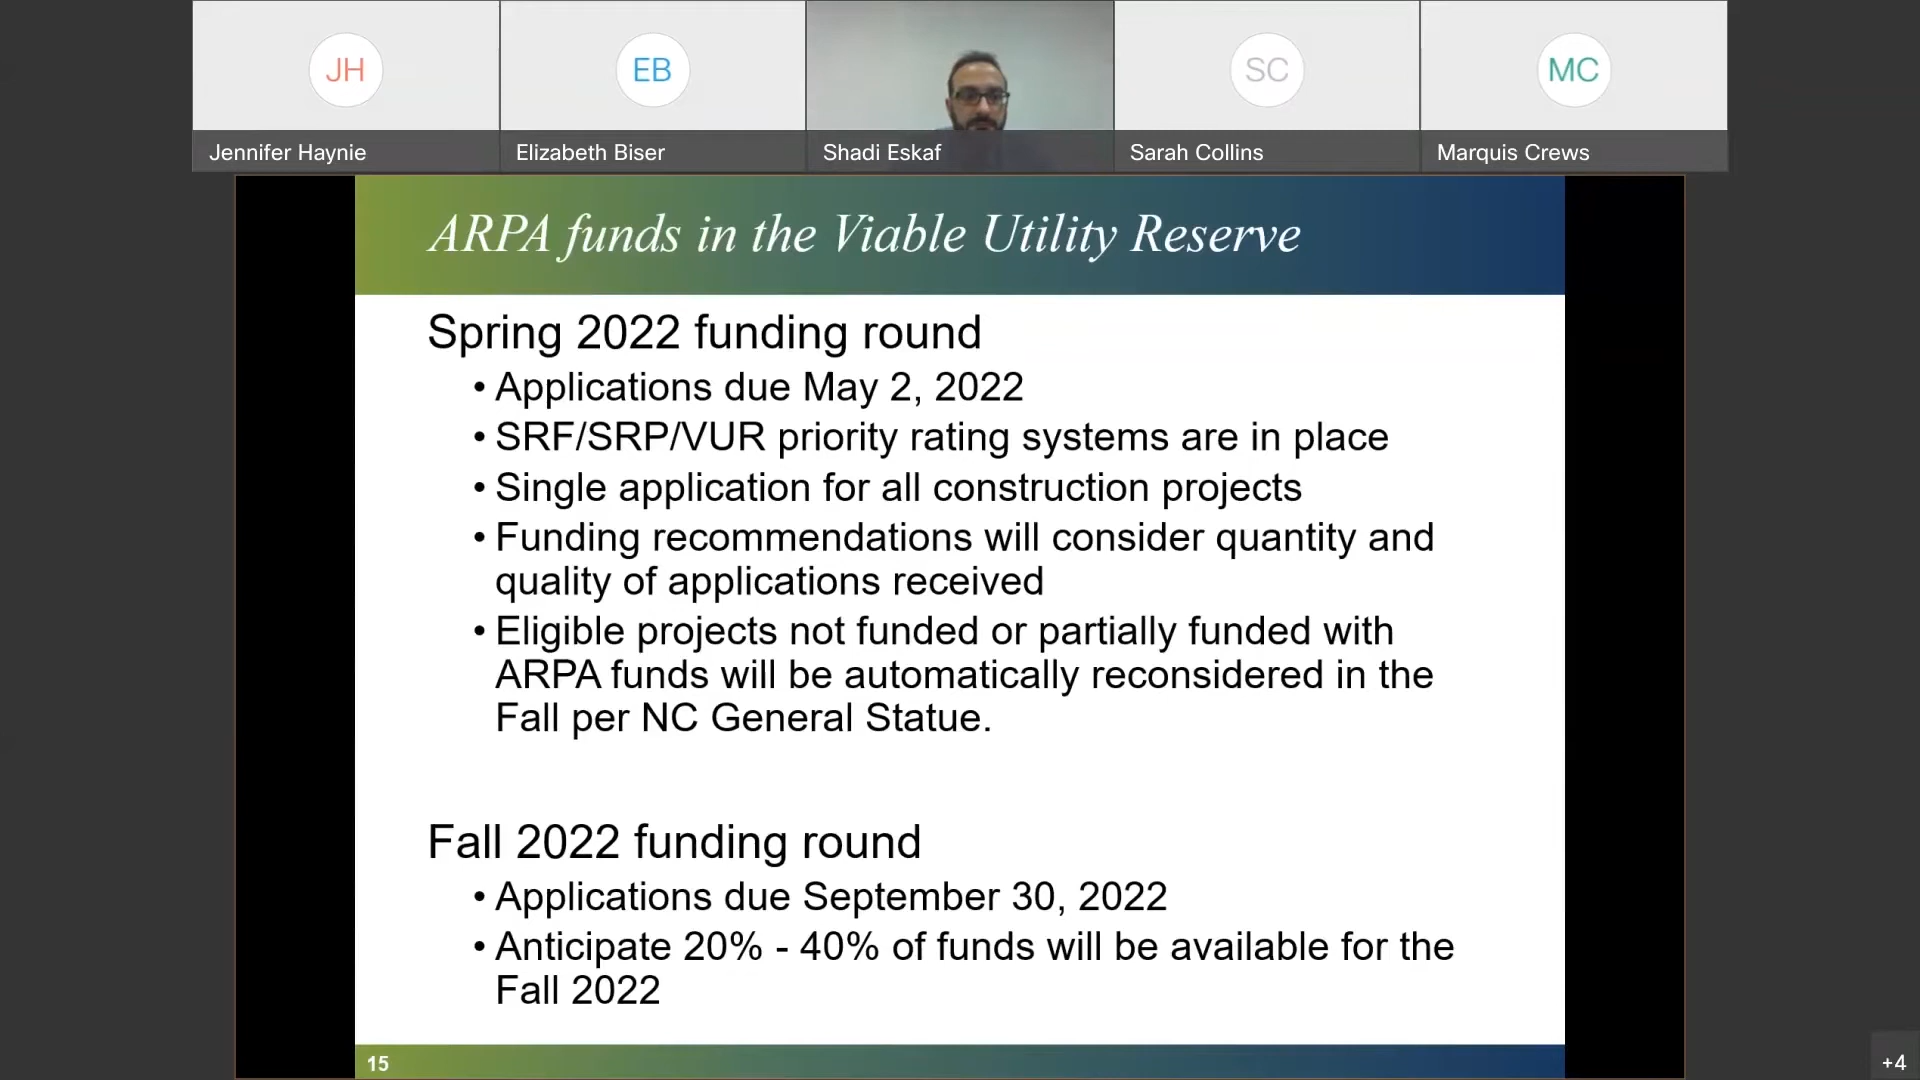 JH
EB
SC
MC
Jennifer Haynie
Elizabeth Biser
Shadi Eskaf
Sarah Collins
Marquis Crews
ARPA funds in the Viable Utility Reserve
Spring 2022 funding round
• Applications due May 2, 2022
• SRF/SRP/VUR priority rating systems are in place
• Single application for all construction projects
• Funding recommendations will consider quantity and
quality of applications received
• Eligible projects not funded or partially funded with
ARPA funds will be automatically reconsidered in the
Fall per NC General Statue.
Fall 2022 funding round
• Applications due September 30, 2022
• Anticipate 20% - 40% of funds will be available for the
Fall 2022
15
+4